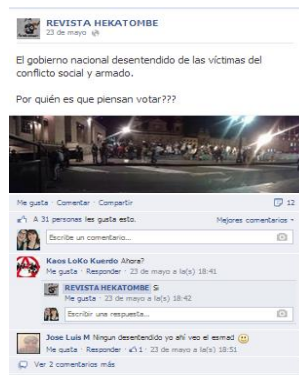 REVISTA HEKATOMBE
23 de mayo
El gobierno nacional desentendido de las víctimas del
conflicto social y armado.
Por quién es que piensan votar???
Me gusta · Comentar · Compartir
12
A 31 personas les gusta esto.
Mejores comentarios
Escribe un comentario...
Kaos LoKo Kuerdo Ahora?
Me gusta · Responder · 23 de mayo a la(s) 18:41
REVISTA HEKATOMBE Si
Me gusta · 23 de mayo a la(s) 18:42
Escribir una respuesta...
Jose Luis M Ningun desentendido yo ahí veo el esmad
Me gusta · Responder · 1 · 23 de mayo a la(s) 18:51
Ver 2 comentarios más